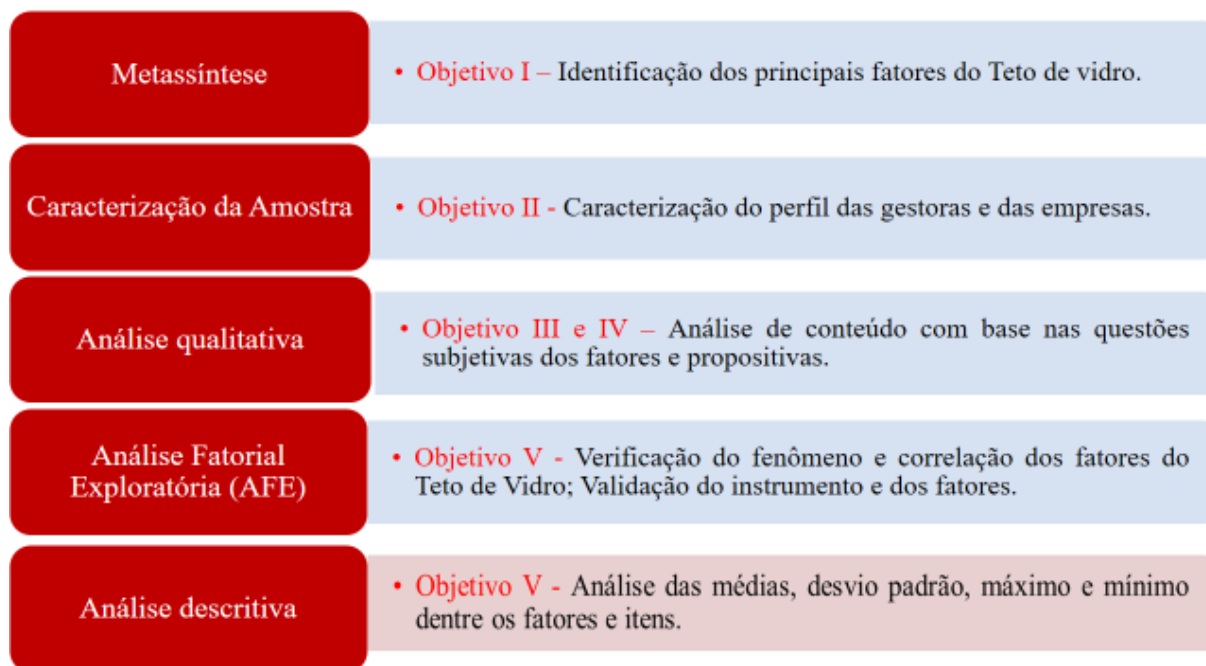 Metassíntese
• Objetivo I – Identificação dos principais fatores do Teto de vidro.
Caracterização da Amostra
• Objetivo II - Caracterização do perfil das gestoras e das empresas.
Análise qualitativa
• Objetivo III e IV – Análise de conteúdo com base nas questões
subjetivas dos fatores e propositivas.
Análise Fatorial
Exploratória (AFE)
• Objetivo V - Verificação do fenômeno e correlação dos fatores do
Teto de Vidro; Validação do instrumento e dos fatores.
Análise descritiva
• Objetivo V - Análise das médias, desvio padrão, máximo e mínimo
dentre os fatores e itens.